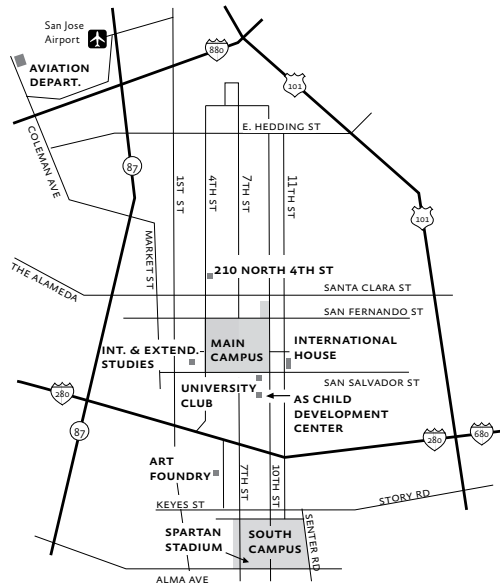 San Jose
Airport
880
AVIATION
DEPART.
101
E. HEDDING ST
COLEMAN AVE
87
1ST ST
4TH ST
7TH ST
11TH ST
101
MARKET ST
THE ALAMEDA
210 NORTH 4TH ST
SANTA CLARA ST
SAN FERNANDO ST
MAIN
CAMPUS
INTERNATIONAL
HOUSE
INT. & EXTEND.
STUDIES
SAN SALVADOR ST
UNIVERSITY
CLUB
AS CHILD
DEVELOPMENT
CENTER
280
87
280
680
ART
FOUNDRY
7TH ST
10TH ST
STORY RD
KEYES ST
SPARTAN
STADIUM
SOUTH
CAMPUS
SENTER RD
ALMA AVE